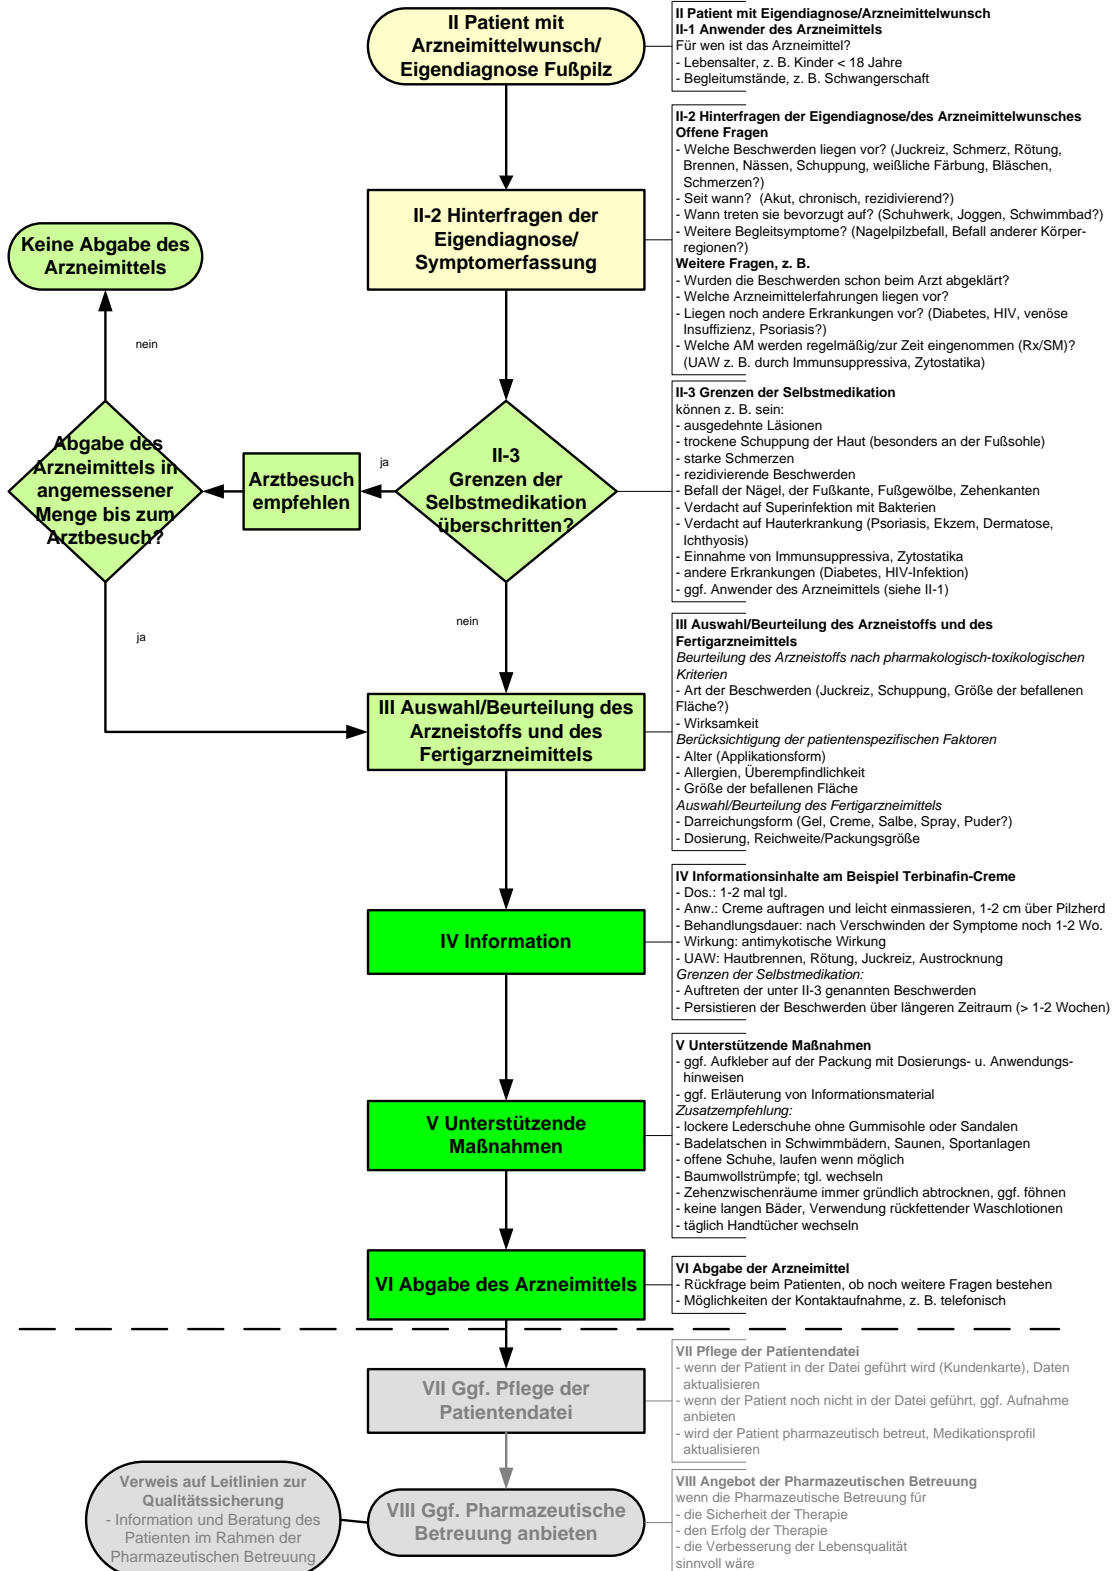 II Patient mit
Arzneimittelwunsch/
Eigendiagnose Fußpilz
II Patient mit Eigendiagnose/Arzneimittelwunsch
II-1 Anwender des Arzneimittels
Für wen ist das Arzneimittel?
- Lebensalter, z. B. Kinder < 18 Jahre
- Begleitumstände, z. B. Schwangerschaft
II-2 Hinterfragen der
Eigendiagnose/
Symptomerfassung
II-2 Hinterfragen der Eigendiagnose/des Arzneimittelwunsches
Offene Fragen
- Welche Beschwerden liegen vor? (Juckreiz, Schmerz, Rötung,
Brennen, Nässen, Schuppung, weißliche Färbung, Bläschen,
Schmerzen?)
- Seit wann?  (Akut, chronisch, rezidivierend?)
- Wann treten sie bevorzugt auf? (Schuhwerk, Joggen, Schwimmbad?)
- Weitere Begleitsymptome? (Nagelpilzbefall, Befall anderer Körper-
regionen?)
Weitere Fragen, z. B.
- Wurden die Beschwerden schon beim Arzt abgeklärt?
- Welche Arzneimittelerfahrungen liegen vor?
- Liegen noch andere Erkrankungen vor? (Diabetes, HIV, venöse
Insuffizienz, Psoriasis?)
- Welche AM werden regelmäßig/zur Zeit eingenommen (Rx/SM)?
(UAW z. B. durch Immunsuppressiva, Zytostatika)
Keine Abgabe des
Arzneimittels
nein
Abgabe des
Arzneimittels in
angemessener
Menge bis zum
Arztbesuch?
Arztbesuch
empfehlen
ja
II-3
Grenzen der
Selbstmedikation
überschritten?
II-3 Grenzen der Selbstmedikation
können z. B. sein:
- ausgedehnte Läsionen
- trockene Schuppung der Haut (besonders an der Fußsohle)
- starke Schmerzen
- rezidivierende Beschwerden
- Befall der Nägel, der Fußkante, Fußgewölbe, Zehenkanten
- Verdacht auf Superinfektion mit Bakterien
- Verdacht auf Hauterkrankung (Psoriasis, Ekzem, Dermatose,
Ichthyosis)
- Einnahme von Immunsuppressiva, Zytostatika
- andere Erkrankungen (Diabetes, HIV-Infektion)
- ggf. Anwender des Arzneimittels (siehe II-1)
ja
nein
III Auswahl/Beurteilung des
Arzneistoffs und des
Fertigarzneimittels
III Auswahl/Beurteilung des Arzneistoffs und des
Fertigarzneimittels
Beurteilung des Arzneistoffs nach pharmakologisch-toxikologischen
Kriterien
- Art der Beschwerden (Juckreiz, Schuppung, Größe der befallenen
Fläche?)
- Wirksamkeit
Berücksichtigung der patientenspezifischen Faktoren
- Alter (Applikationsform)
- Allergien, Überempfindlichkeit
- Größe der befallenen Fläche
Auswahl/Beurteilung des Fertigarzneimittels
- Darreichungsform (Gel, Creme, Salbe, Spray, Puder?)
- Dosierung, Reichweite/Packungsgröße
IV Information
IV Informationsinhalte am Beispiel Terbinafin-Creme
- Dos.: 1-2 mal tgl.
- Anw.: Creme auftragen und leicht einmassieren, 1-2 cm über Pilzherd
- Behandlungsdauer: nach Verschwinden der Symptome noch 1-2 Wo.
- Wirkung: antimykotische Wirkung
- UAW: Hautbrennen, Rötung, Juckreiz, Austrocknung
Grenzen der Selbstmedikation:
- Auftreten der unter II-3 genannten Beschwerden
- Persistieren der Beschwerden über längeren Zeitraum (> 1-2 Wochen)
V Unterstützende
Maßnahmen
V Unterstützende Maßnahmen
- ggf. Aufkleber auf der Packung mit Dosierungs- u. Anwendungs-
hinweisen
- ggf. Erläuterung von Informationsmaterial
Zusatzempfehlung:
- lockere Lederschuhe ohne Gummisohle oder Sandalen
- Badelatschen in Schwimmbädern, Saunen, Sportanlagen
- offene Schuhe, laufen wenn möglich
- Baumwollstrümpfe; tgl. wechseln
- Zehenzwischenräume immer gründlich abtrocknen, ggf. föhnen
- keine langen Bäder, Verwendung rückfettender Waschlotionen
- täglich Handtücher wechseln
VI Abgabe des Arzneimittels
VI Abgabe der Arzneimittel
- Rückfrage beim Patienten, ob noch weitere Fragen bestehen
- Möglichkeiten der Kontaktaufnahme, z. B. telefonisch
VII Ggf. Pflege der
Patientendatei
VII Pflege der Patientendatei
- wenn der Patient in der Datei geführt wird (Kundenkarte), Daten
aktualisieren
- wenn der Patient noch nicht in der Datei geführt, ggf. Aufnahme
anbieten
- wird der Patient pharmazeutisch betreut, Medikationsprofil
aktualisieren
Verweis auf Leitlinien zur
Qualitätssicherung
- Information und Beratung des
Patienten im Rahmen der
Pharmazeutischen Betreuung
VIII Ggf. Pharmazeutische
Betreuung anbieten
VIII Angebot der Pharmazeutischen Betreuung
wenn die Pharmazeutische Betreuung für
- die Sicherheit der Therapie
- den Erfolg der Therapie
- die Verbesserung der Lebensqualität
sinnvoll wäre